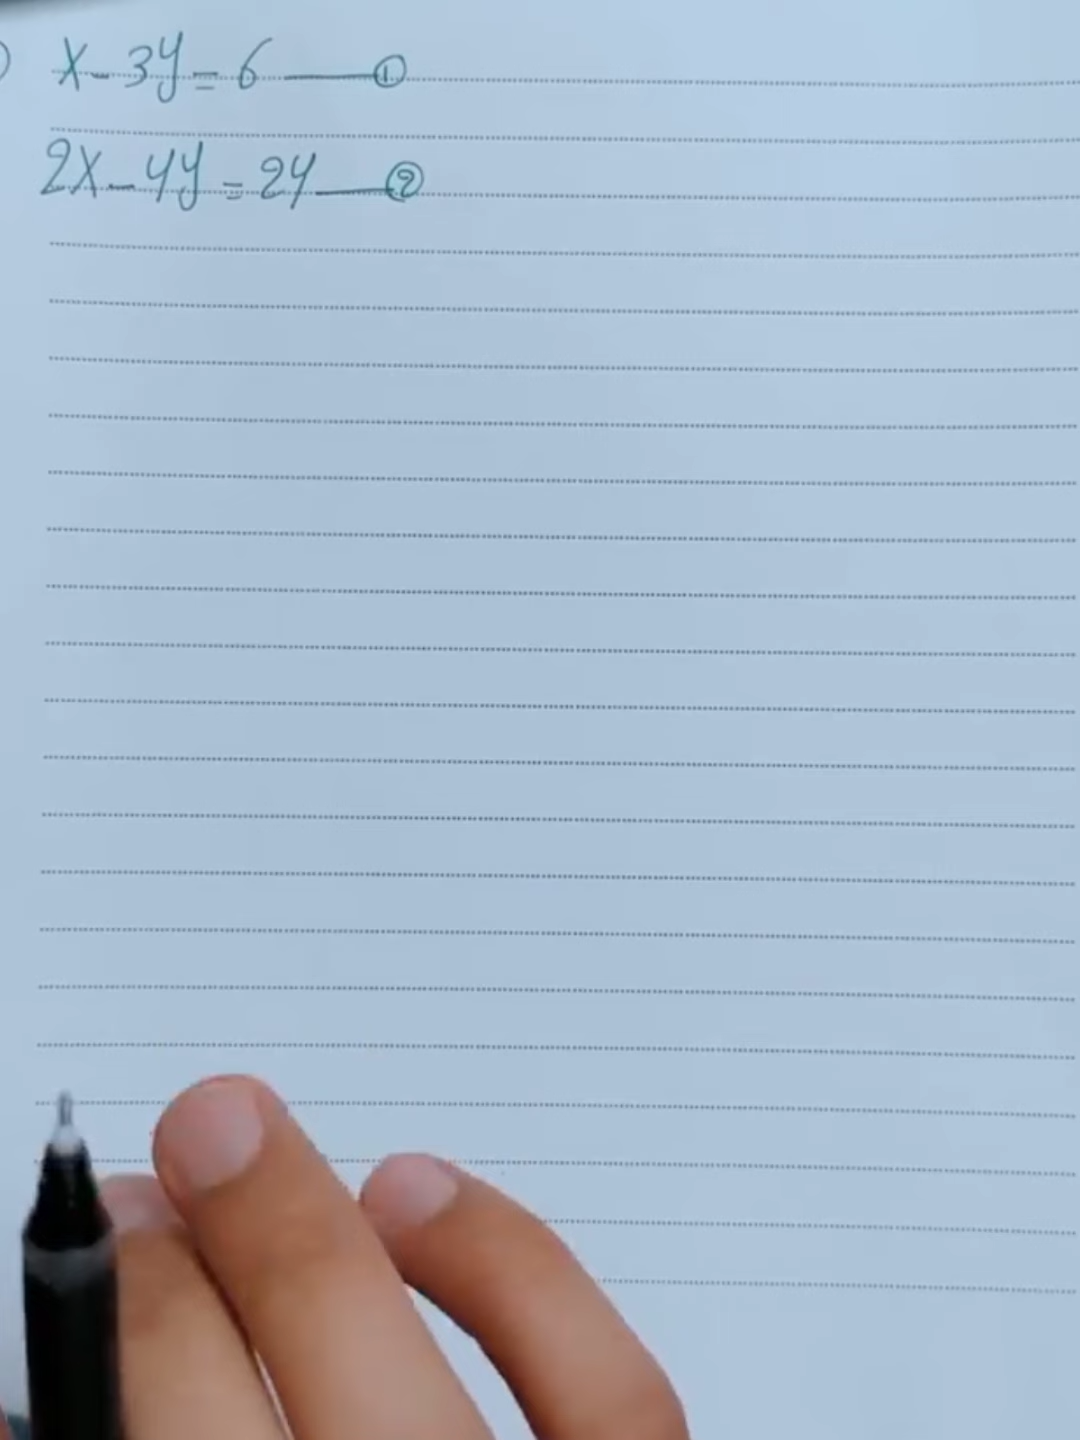 ) x - 3y = 6 —— ①
2x - 4y = 24 —— ②